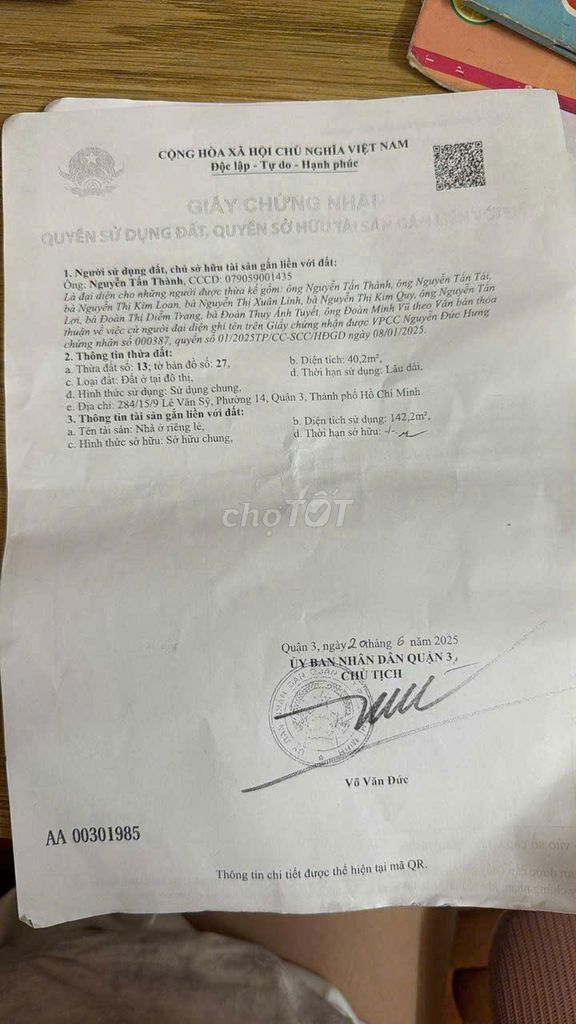 CỘNG HÒA XÃ HỘI CHỦ NGHĨA VIỆT NAM
Độc lập - Tự do - Hạnh phúc
GIẤY CHỨNG NHẬN
QUYỀN SỬ DỤNG ĐẤT, QUYỀN SỞ HỮU TÀI SẢN GẮN LIỀN VỚI ĐẤT
1. Người sử dụng đất, chủ sở hữu tài sản gắn liền với đất:
Ông: Nguyễn Tấn Thành, CCCD: 079059001435
Là đại diện cho những người được thừa kế gồm: ông Nguyễn Tấn Thành, ông Nguyễn Tấn Tài,
bà Nguyễn Thị Kim Loan, bà Nguyễn Thị Xuân Linh, bà Nguyễn Thị Kim Quy, ông Nguyễn Tấn
Lợi, bà Đoàn Thị Diễm Trang, bà Đoàn Thụy Ánh Tuyết, ông Đoàn Minh Vũ theo Văn bản thỏa
thuận về việc cử người đại diện ghi tên trên Giấy chứng nhận được VPCC Nguyễn Đức Hưng
chứng nhận số 000387, quyển số 01/2025TP/CC-SCC/HĐGD ngày 08/01/2025.
2. Thông tin thửa đất:
a. Thửa đất số: 13; tờ bản đồ số: 27, b. Diện tích: 40,2m²,
c. Loại đất: Đất ở tại đô thị, d. Thời hạn sử dụng: Lâu dài,
đ. Hình thức sử dụng: Sử dụng chung,
e. Địa chỉ: 284/15/9 Lê Văn Sỹ, Phường 14, Quận 3, Thành phố Hồ Chí Minh.
3. Thông tin tài sản gắn liền với đất:
a. Tên tài sản: Nhà ở riêng lẻ, b. Diện tích sử dụng: 142,2m²,
c. Hình thức sở hữu: Sở hữu chung, d. Thời hạn sở hữu: -/-
chợTỐT
Quận 3, ngày 20 tháng 6 năm 2025
ỦY BAN NHÂN DÂN QUẬN 3
CHỦ TỊCH
Võ Văn Đức
AA 00301985
Thông tin chi tiết được thể hiện tại mã QR.